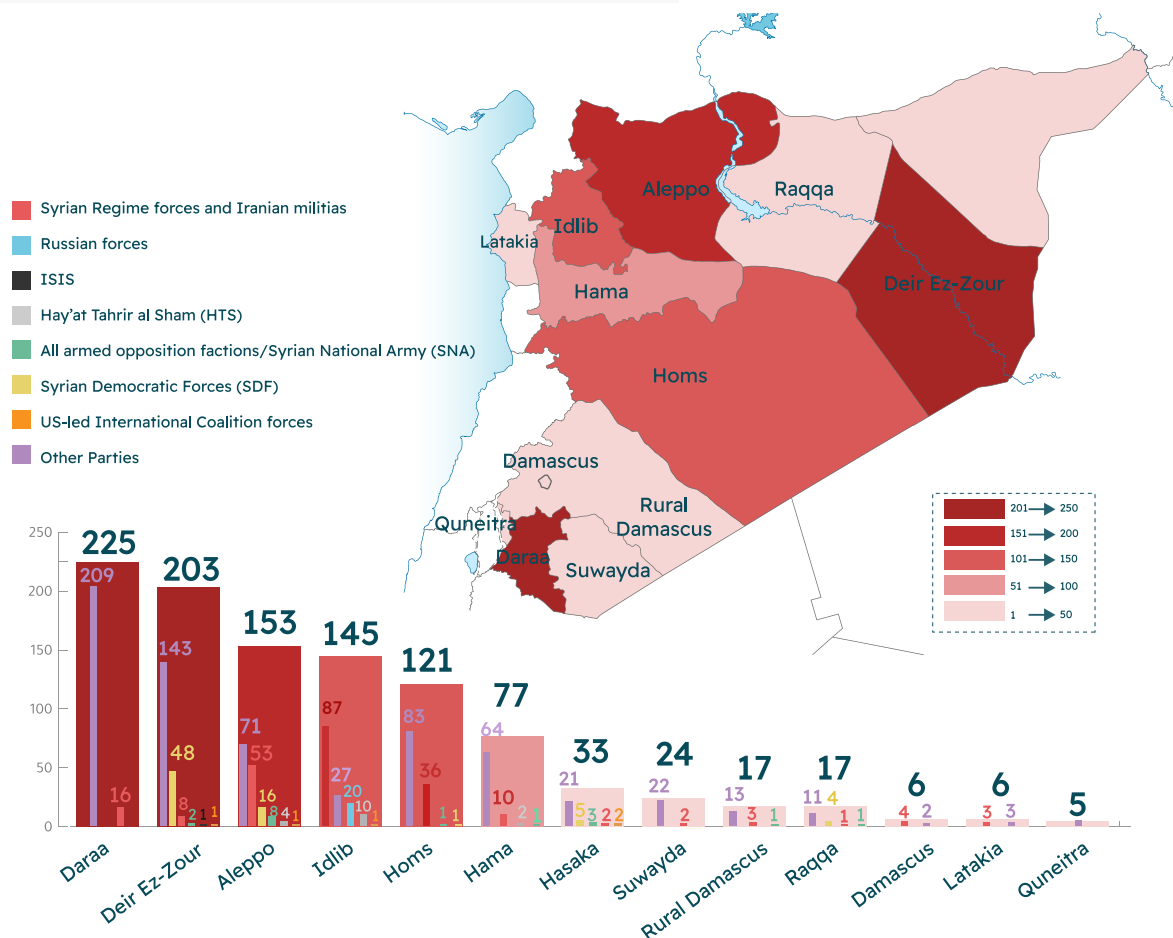 Aleppo
Raqqa
Idlib
Latakia
Hama
Deir Ez-Zour
Homs
Damascus
Rural
Damascus
Quneitra
Daraa
Suwayda
Syrian Regime forces and Iranian militias
Russian forces
ISIS
Hay’at Tahrir al Sham (HTS)
All armed opposition factions/Syrian National Army (SNA)
Syrian Democratic Forces (SDF)
US-led International Coalition forces
Other Parties
201 250
151 200
101 150
51 100
1 50
250
200
150
100
50
0
225
209
16
203
143
48
8
2
1
1
153
71
53
16
8
4
1
145
87
27
20
10
1
121
83
36
1
1
77
64
10
2
1
33
21
5
3
2
2
24
22
2
17
13
3
1
17
11
4
1
1
6
4
2
6
3
3
5
Daraa
Deir Ez-Zour
Aleppo
Idlib
Homs
Hama
Hasaka
Suwayda
Rural Damascus
Raqqa
Damascus
Latakia
Quneitra